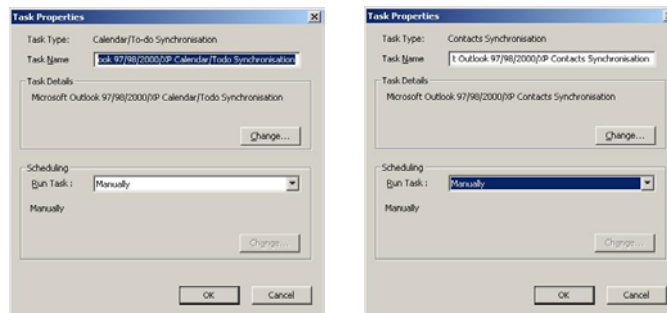 Task Properties
Task Type: Calendar/To-do Synchronisation
Task Name ook 97/98/2000/XP Calendar/Todo Synchronisation
Task Details
Microsoft Outlook 97/98/2000/XP Calendar/Todo Synchronisation
Change...
Scheduling
Run Task : Manually
Manually
Change...
OK Cancel
Task Properties
Task Type: Contacts Synchronisation
Task Name t Outlook 97/98/2000/XP Contacts Synchronisation
Task Details
Microsoft Outlook 97/98/2000/XP Contacts Synchronisation
Change...
Scheduling
Run Task : Manually
Manually
Change...
OK Cancel